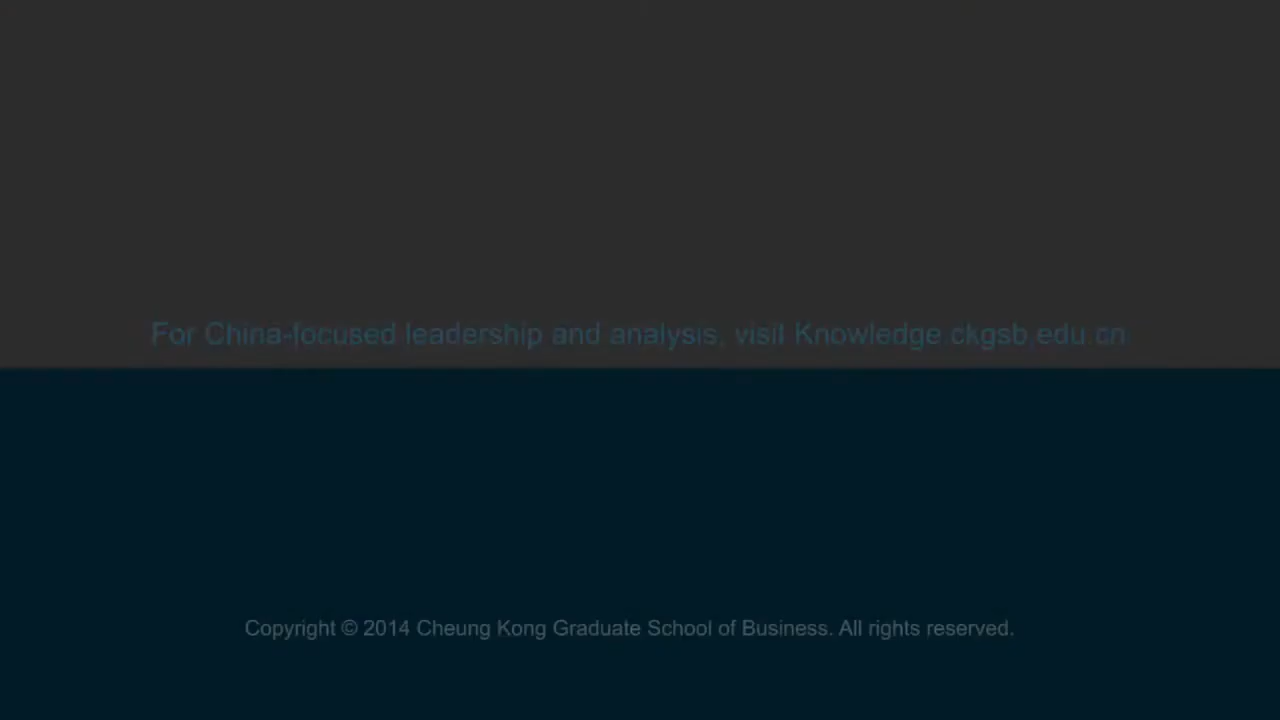 For China-focused leadership and analysis, visit Knowledge.ckgsb.edu.cn
Copyright © 2014 Cheung Kong Graduate School of Business. All rights reserved.